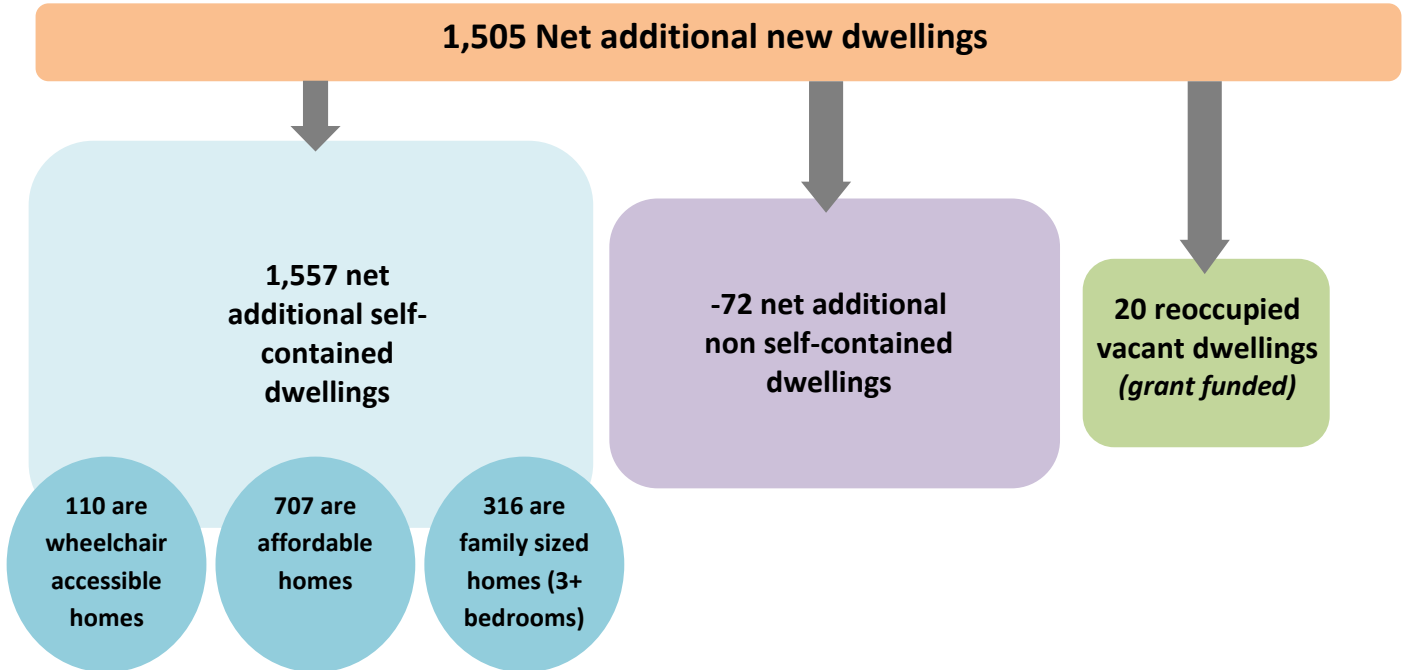 1,505 Net additional new dwellings
1,557 net
additional self-
contained
dwellings
-72 net additional
non self-contained
dwellings
20 reoccupied
vacant dwellings
(grant funded)
110 are
wheelchair
accessible
homes
707 are
affordable
homes
316 are
family sized
homes (3+
bedrooms)